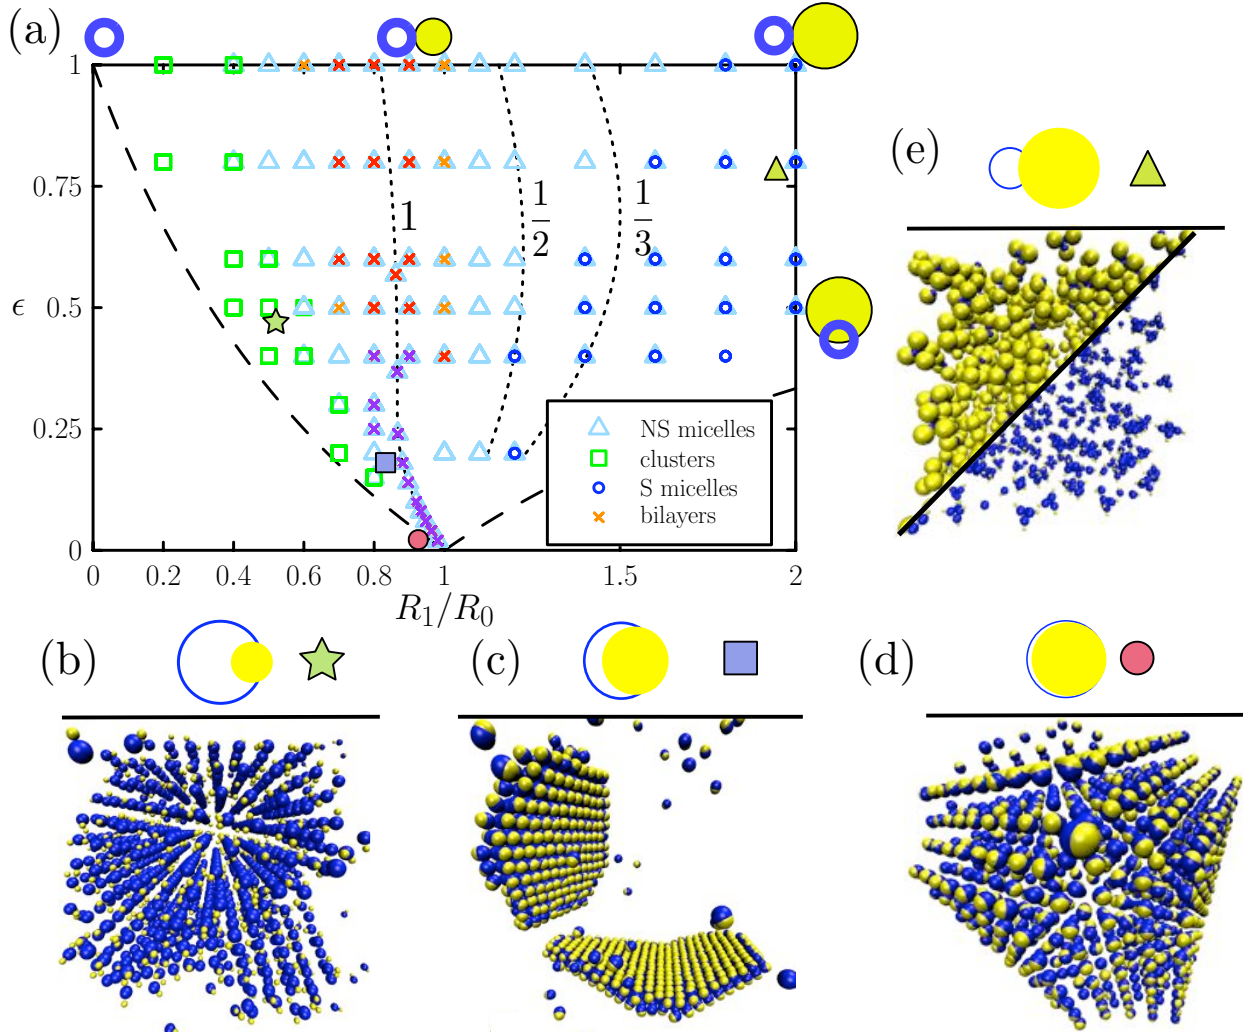 (a)
1
0.75
ϵ
0.5
0.25
0
0 0.2 0.4 0.6 0.8 1 1.5 2
R₁/R₀
1
1/2
1/3
NS micelles
clusters
S micelles
bilayers
(e)
(b)
(c)
(d)